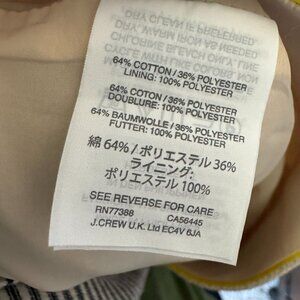 64% COTTON / 36% POLYESTER
LINING: 100% POLYESTER
64% COTON / 36% POLYESTER
DOUBLURE: 100% POLYESTER
64% BAUMWOLLE / 36% POLYESTER
FUTTER: 100% POLYESTER
綿 64% / ポリエステル 36%
ライニング:
ポリエステル 100%
SEE REVERSE FOR CARE
RN77388 CA56445
J.CREW U.K. Ltd EC4V 6JA